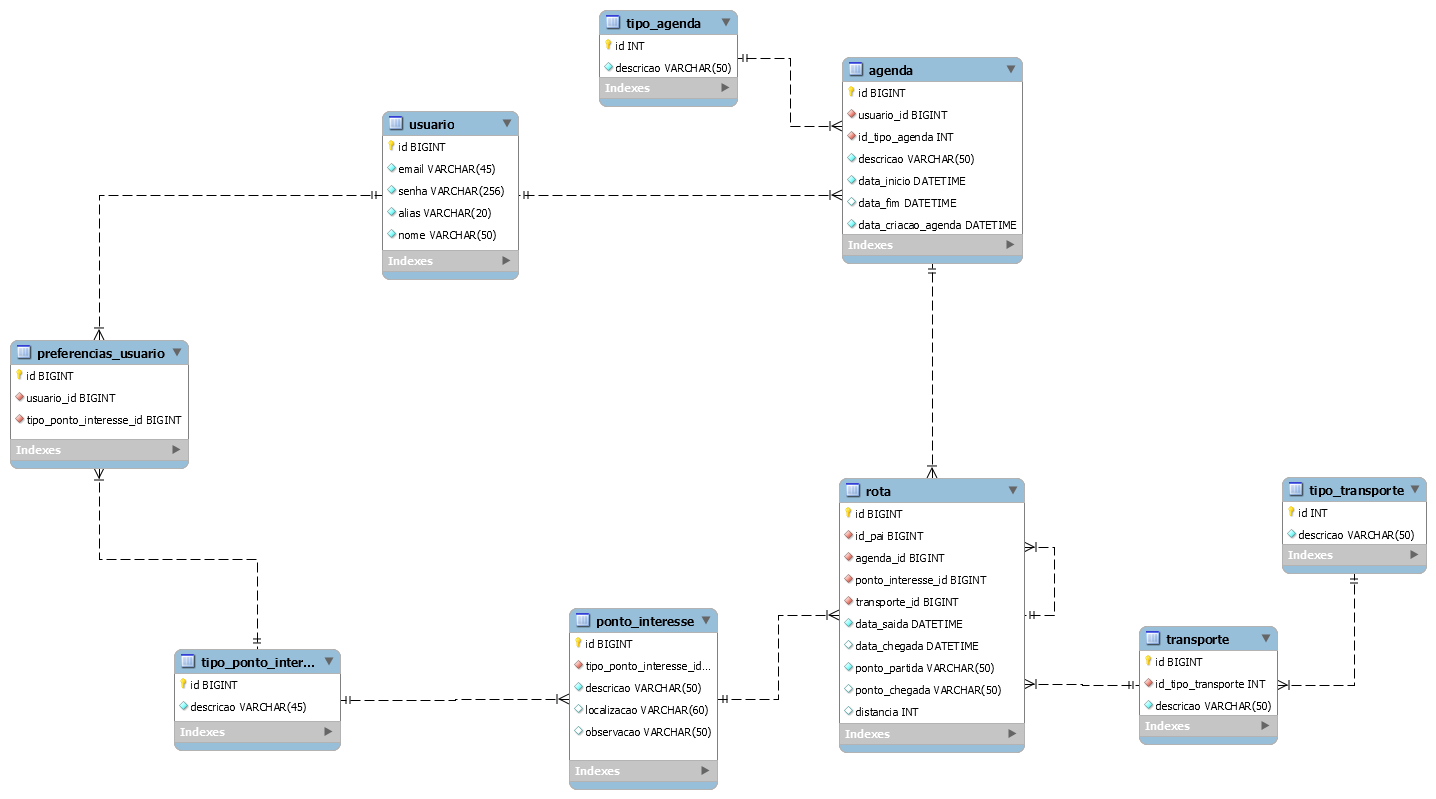 tipo_agenda
id INT
descricao VARCHAR(50)
Indexes
agenda
id BIGINT
usuario_id BIGINT
id_tipo_agenda INT
descricao VARCHAR(50)
data_inicio DATETIME
data_fim DATETIME
data_criacao_agenda DATETIME
Indexes
usuario
id BIGINT
email VARCHAR(45)
senha VARCHAR(256)
alias VARCHAR(20)
nome VARCHAR(50)
Indexes
preferencias_usuario
id BIGINT
usuario_id BIGINT
tipo_ponto_interesse_id BIGINT
Indexes
rota
id BIGINT
id_pai BIGINT
agenda_id BIGINT
ponto_interesse_id BIGINT
transporte_id BIGINT
data_saida DATETIME
data_chegada DATETIME
ponto_partida VARCHAR(50)
ponto_chegada VARCHAR(50)
distancia INT
Indexes
tipo_transporte
id INT
descricao VARCHAR(50)
Indexes
ponto_interesse
id BIGINT
tipo_ponto_interesse_id...
descricao VARCHAR(50)
localizacao VARCHAR(60)
observacao VARCHAR(50)
Indexes
transporte
id BIGINT
id_tipo_transporte INT
descricao VARCHAR(50)
Indexes
tipo_ponto_inter...
id BIGINT
descricao VARCHAR(45)
Indexes